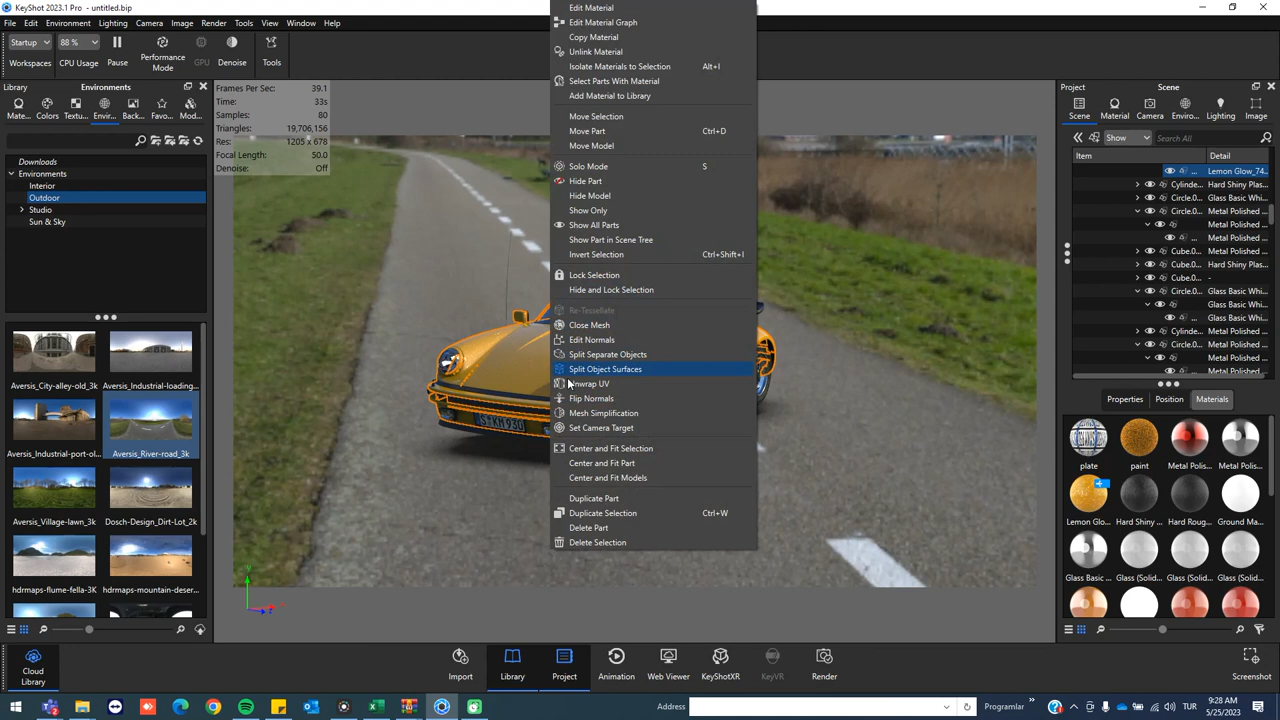 KeyShot 2023.1 Pro - untitled.bip
File Edit Environment Lighting Camera Image Render Tools View Window Help
Startup
88 %
Workspaces CPU Usage Pause Performance Mode GPU Denoise Tools
Library Environments
Mate... Colors Textu... Envir... Back... Favo... Mod...
Downloads
Environments
Interior
Outdoor
Studio
Sun & Sky
Aversis_City-alley-old_3k Aversis_Industrial-loading...
Aversis_Industrial-port-ol... Aversis_River-road_3k
Aversis_Village-lawn_3k Dosch-Design_Dirt-Lot_2k
hdrmaps-flume-fella-3K hdrmaps-mountain-deser...
Frames Per Sec: 39.1
Time: 33s
Samples: 80
Triangles: 19,706,156
Res: 1205 x 678
Focal Length: 50.0
Denoise: Off
Edit Material
Edit Material Graph
Copy Material
Unlink Material
Isolate Materials to Selection Alt+I
Select Parts With Material
Add Material to Library
Move Selection
Move Part Ctrl+D
Move Model
Solo Mode S
Hide Part
Hide Model
Show Only
Show All Parts
Show Part in Scene Tree
Invert Selection Ctrl+Shift+I
Lock Selection
Hide and Lock Selection
Re-Tessellate
Close Mesh
Edit Normals
Split Separate Objects
Split Object Surfaces
Unwrap UV
Flip Normals
Mesh Simplification
Set Camera Target
Center and Fit Selection
Center and Fit Part
Center and Fit Models
Duplicate Part
Duplicate Selection Ctrl+W
Delete Part
Delete Selection
Project Scene
Scene Material Camera Environ... Lighting Image
Show
Search All
Item Detail
... Lemon Glow_74...
Cylinde... Hard Shiny Plas...
Circle.0... Glass Basic Whi...
Circle.0... Metal Polished ...
... Metal Polished ...
Cube.0... Metal Polished ...
Cube.0... Hard Shiny Plas...
Cube.0... -
Circle.0... Glass Basic Whi...
... Glass Basic Whi...
Circle.0... Metal Polished ...
Cylinde... Hard Shiny Plas...
Circle.0... Metal Polished ...
... Metal Polished ...
Properties Position Materials
plate paint Metal Polis... Metal Polis...
Lemon Glo... Hard Shiny ... Hard Roug... Ground Ma...
Glass Basic ... Glass (Solid... Glass (Solid... Glass (Solid...
S·KN 930
Y
Cloud Library
Import Library Project Animation Web Viewer KeyShotXR KeyVR Render
Screenshot
Address
Programlar
9:28 AM
5/25/2023